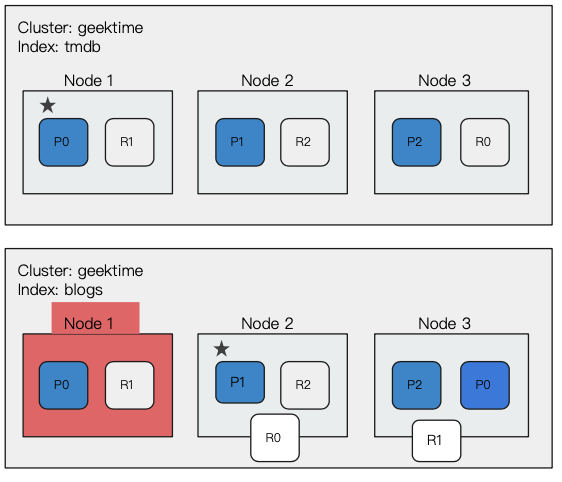 Cluster: geektime
Index: tmdb
Node 1 Node 2 Node 3
P0 R1 P1 R2 P2 R0
Cluster: geektime
Index: blogs
Node 1 Node 2 Node 3
P0 R1 P1 R2 P2 P0
R0 R1